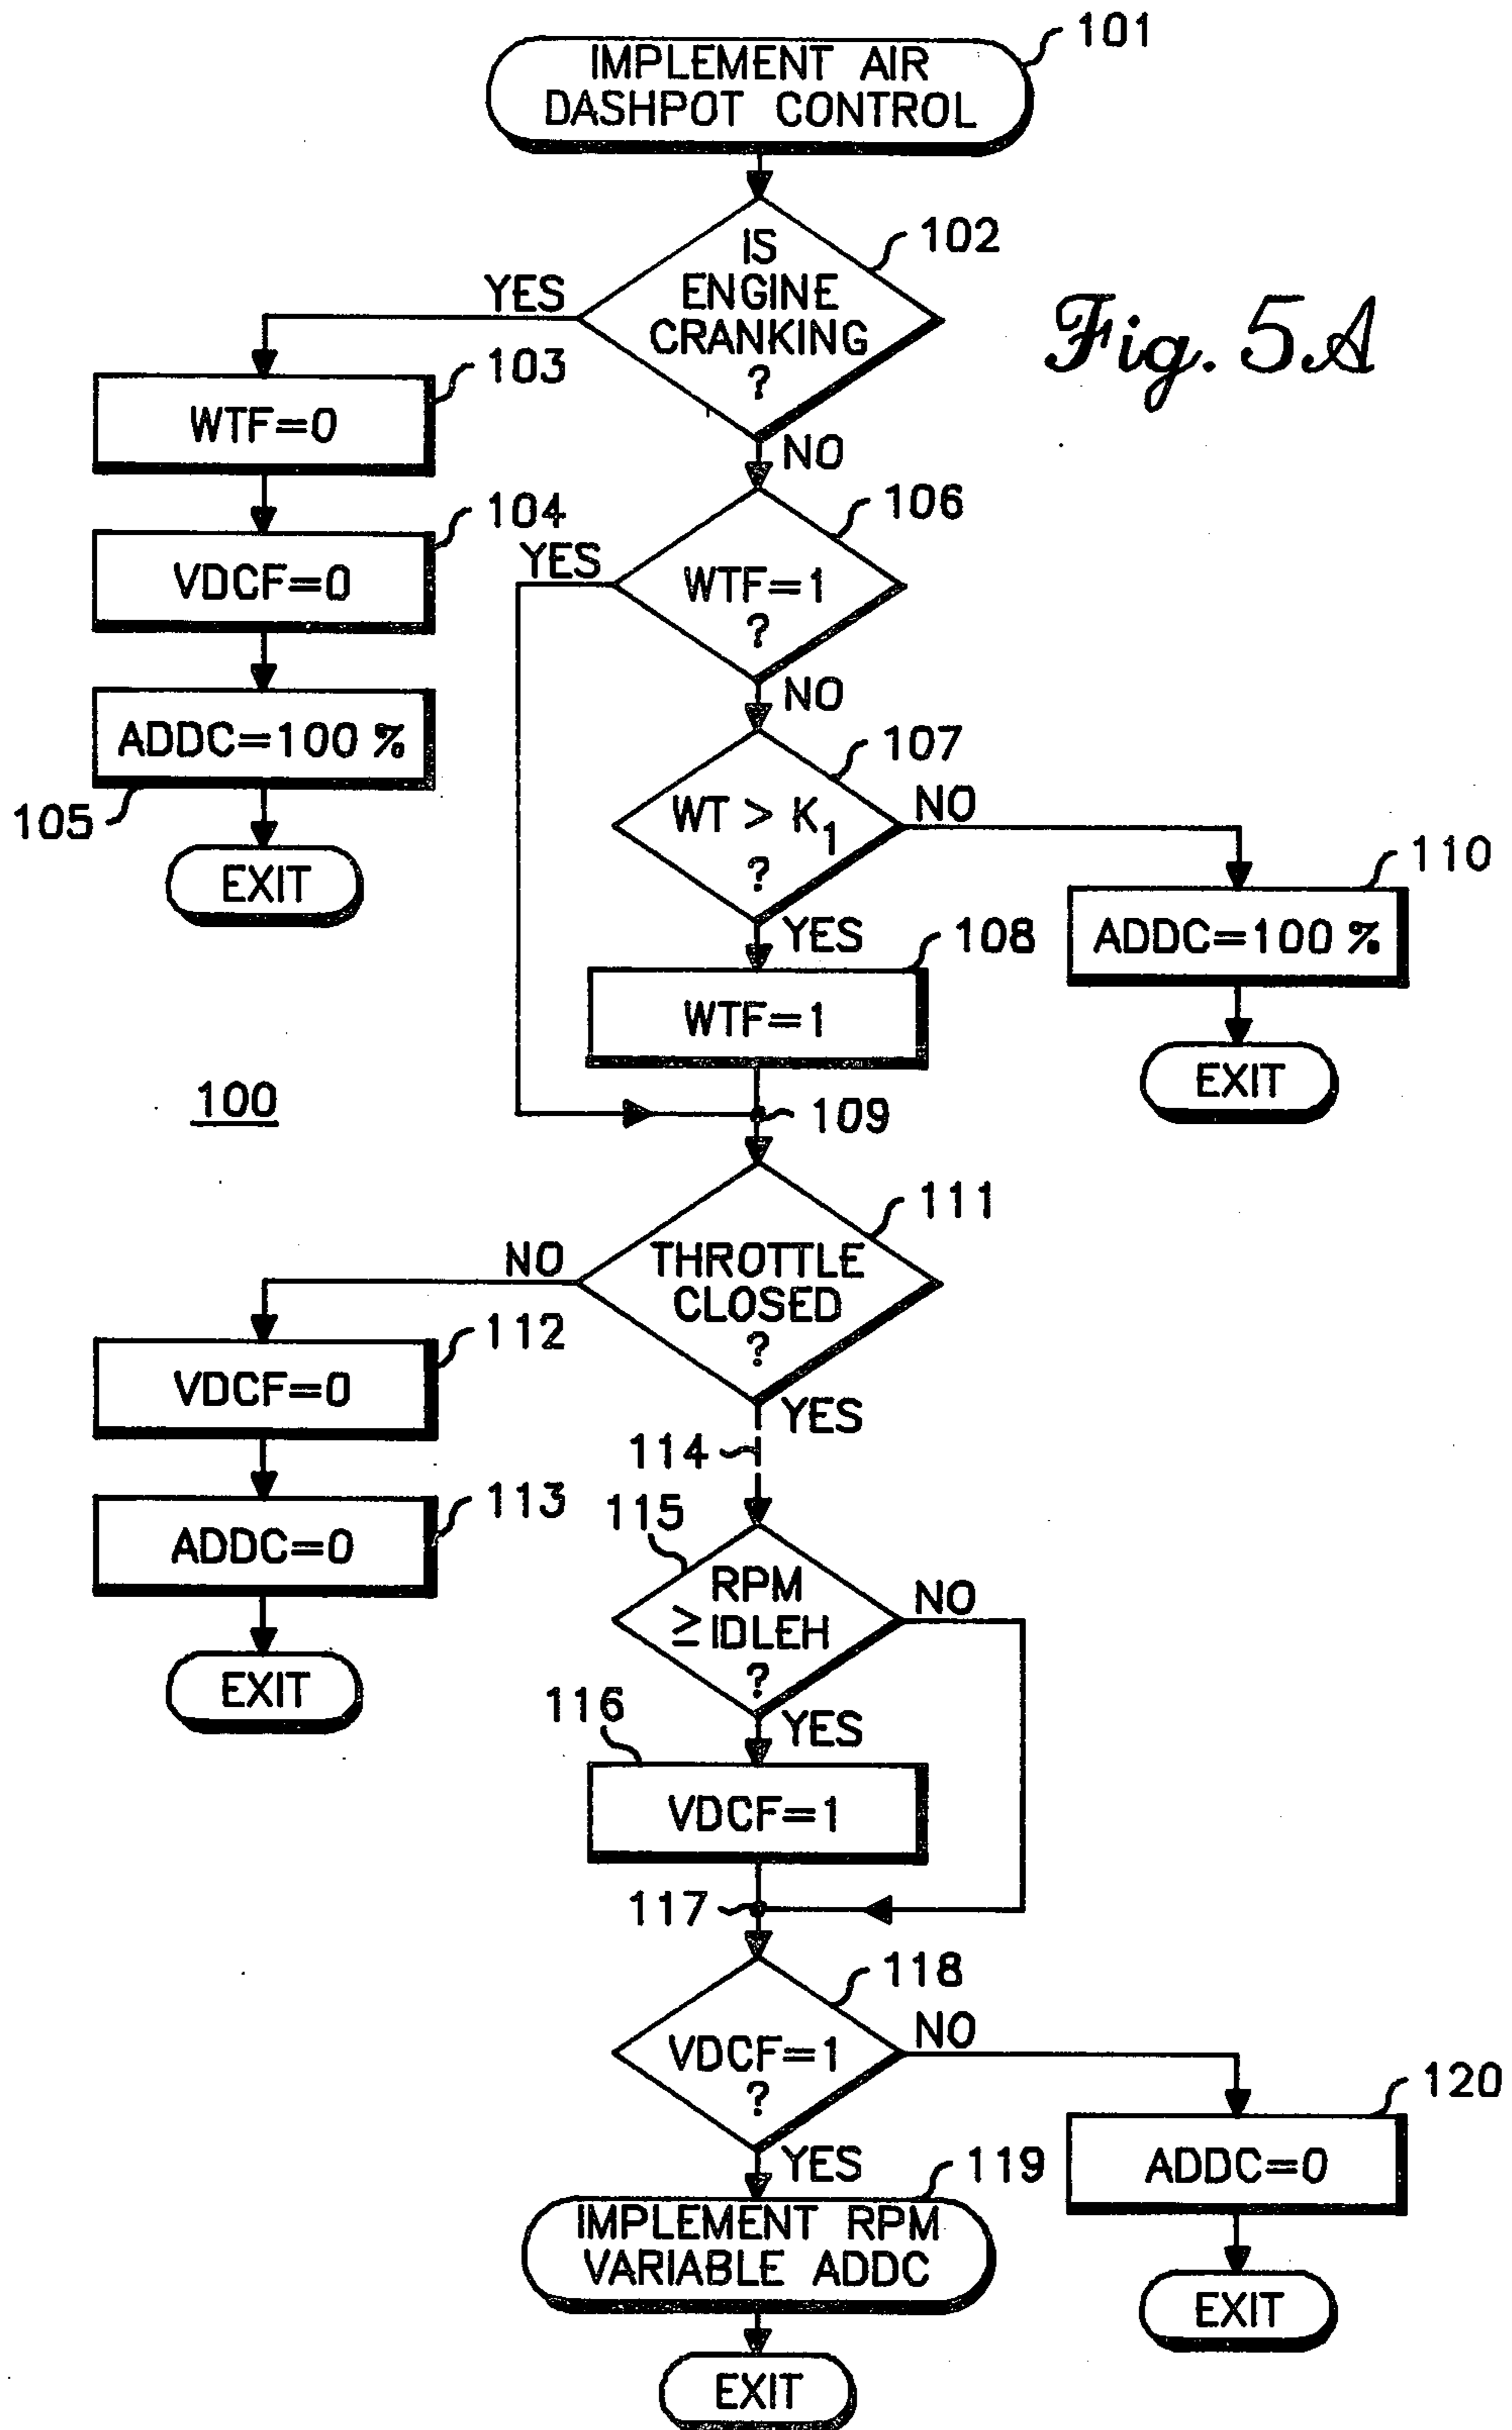 101
IMPLEMENT AIR
DASHPOT CONTROL
102
IS
ENGINE
CRANKING
?
YES
NO
Fig. 5A
103
WTF=0
104
VDCF=0
ADDC=100 %
105
EXIT
106
YES
WTF=1
?
NO
107
WT > K1
?
NO
YES
110
ADDC=100 %
EXIT
108
WTF=1
100
109
111
NO
THROTTLE
CLOSED
?
YES
112
VDCF=0
113
ADDC=0
EXIT
114
115
RPM
≥ IDLEH
?
NO
YES
116
VDCF=1
117
118
VDCF=1
?
NO
YES
120
ADDC=0
EXIT
119
IMPLEMENT RPM
VARIABLE ADDC
EXIT